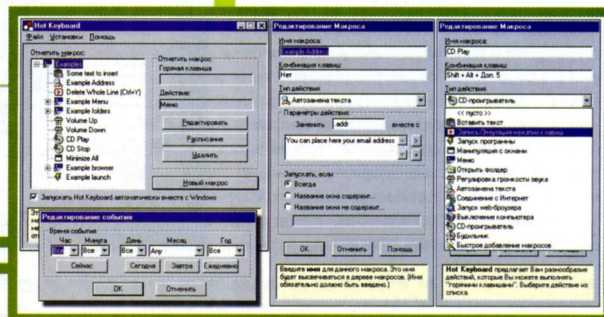 Hot Keyboard
Файл Установки Помощь
Отметить макрос:
Examples
Some text to insert
Example Address
Delete Whole Line (Ctrl+Y)
Example Menu
Example folders
Volume Up
Volume Down
CD Play
CD Stop
Minimize All
Example browser
Example launch
Отметить макрос
Горячая клавиша:
Действие:
Меню
Редактировать
Расписание
Удалить
Новый макрос
Запускать Hot Keyboard автоматически вместе с Windows
Редактирование события
Время события
Час Минута День Месяц Год
Все Все Все Any Все
Сейчас Сегодня Завтра Ежедневно
OK Отменить
Редактирование Макроса
Имя макроса:
Example Address
Комбинация клавиш:
Нет
Тип действия:
Автозамена текста
Параметры действия:
Заменить .addr вместе с
You can place here your email address
Запускать, если
Всегда
Название окна содержит...
Название окна не содержит...
OK Отменить Помощь
Введите имя для данного макроса. Это имя
будет высвечиваться в дереве макросов. (Имя
обязательно должно быть введено.)
Редактирование Макроса
Имя макроса:
CD Play
Комбинация клавиш:
Shift + Alt + Доп. 5
Тип действия:
CD-проигрыватель
<< пусто >>
Вставить текст
Запись/Эмуляция нажатий клавиш
Запуск программы
Манипуляция с окнами
Меню
Открыть Фолдер
Регулировка громкости звука
Автозамена текста
Соединение с Интернет
Запуск web-броузера
Выключение компьютера
CD-проигрыватель
Будильник
Быстрое добавление макросов
Hot Keyboard предлагает Вам разнообразия
действий, которые Вы можете выполнять
"горячими клавишами". Выберите действие из
списка.